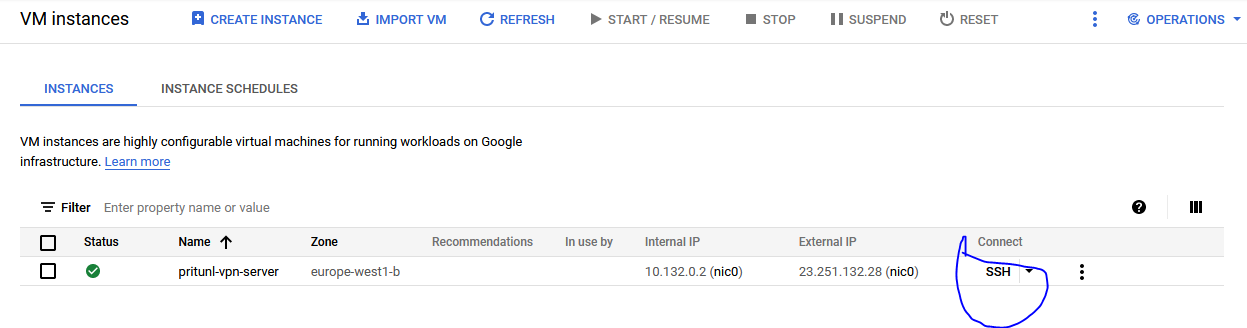 VM instances CREATE INSTANCE IMPORT VM REFRESH START / RESUME STOP SUSPEND RESET OPERATIONS
INSTANCES INSTANCE SCHEDULES
VM instances are highly configurable virtual machines for running workloads on Google
infrastructure. Learn more
Filter Enter property name or value
Status Name Zone Recommendations In use by Internal IP External IP Connect
pritunl-vpn-server europe-west1-b 10.132.0.2 (nic0) 23.251.132.28 (nic0) SSH